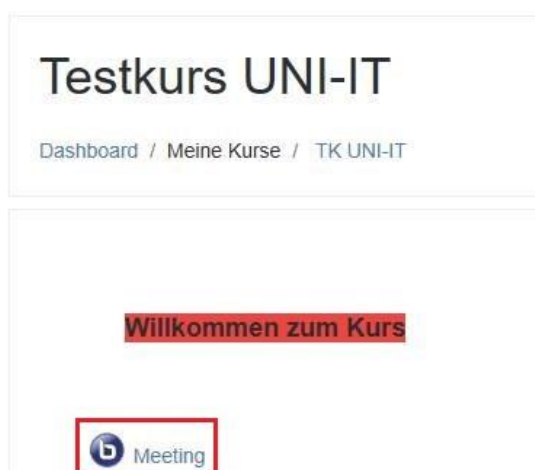 Testkurs UNI-IT
Dashboard / Meine Kurse / TK UNI-IT
Willkommen zum Kurs
b Meeting